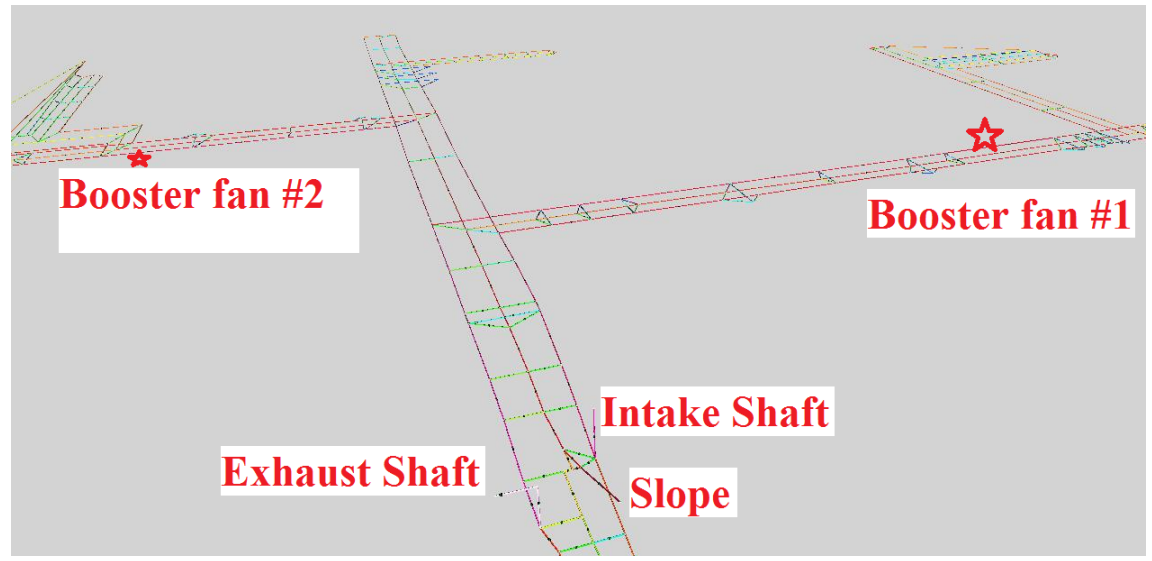 Booster fan #2
Booster fan #1
Intake Shaft
Exhaust Shaft
Slope